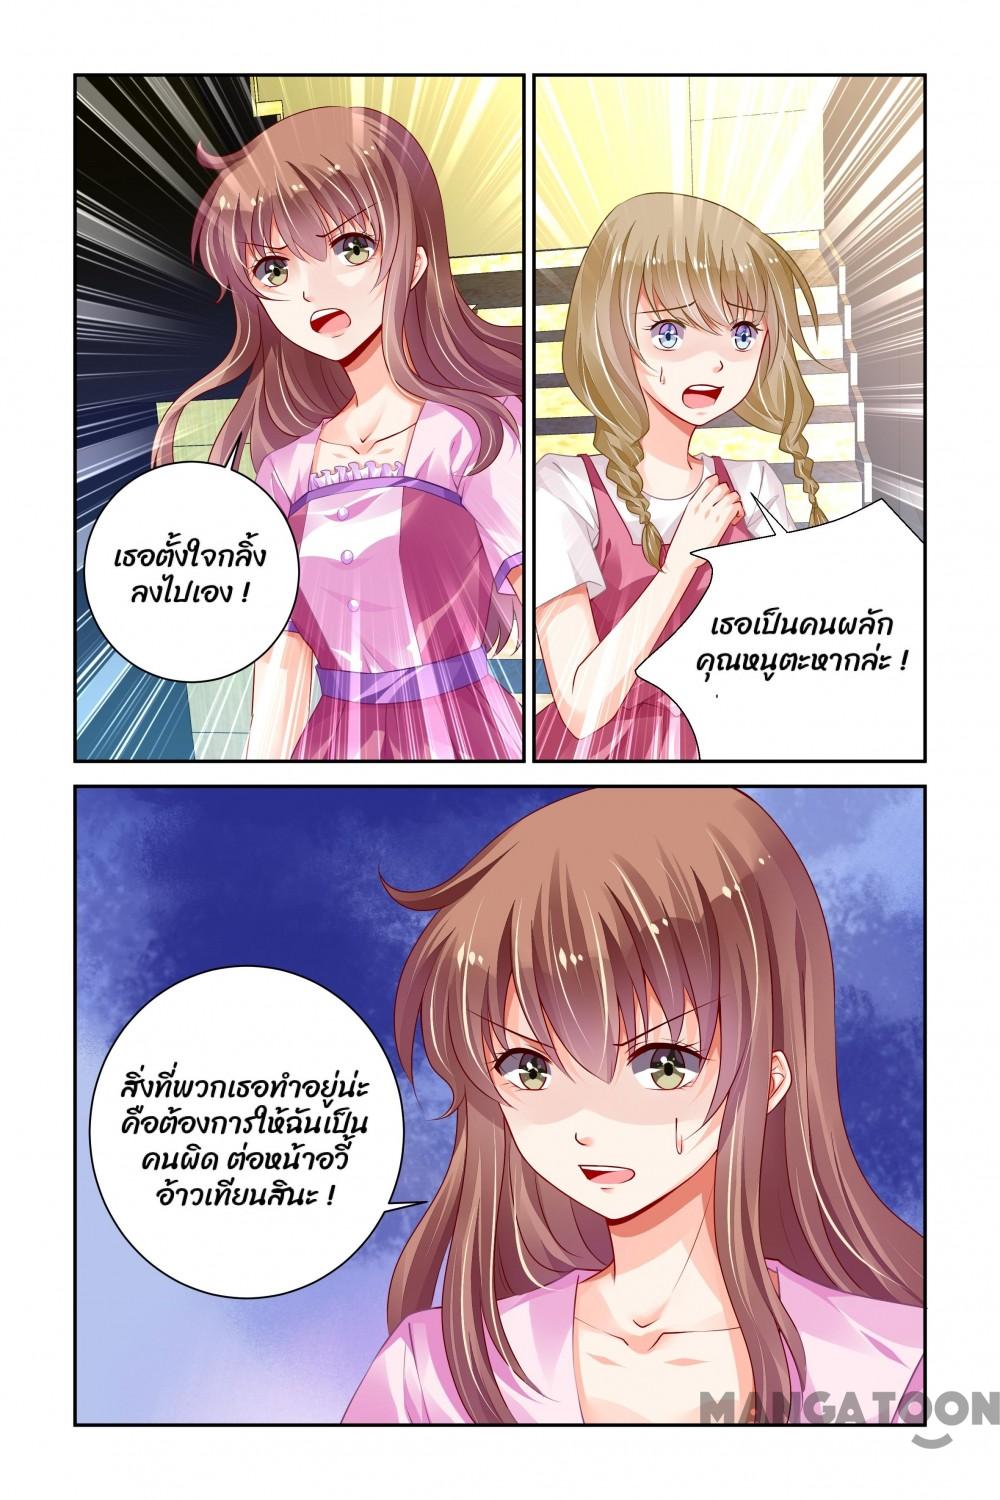 เธอตั้งใจกลิ้ง
ลงไปเอง !
เธอเป็นคนผลัก
คุณหนูตะหากล่ะ !
สิ่งที่พวกเธอทำอยู่น่ะ
คือต้องการให้ฉันเป็น
คนผิด ต่อหน้าอวี้
อ้าวเทียนสินะ !
MANGATOON